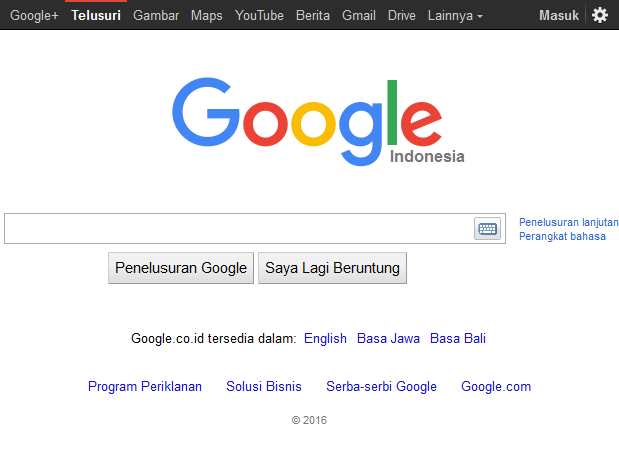 Google+ Telusuri Gambar Maps YouTube Berita Gmail Drive Lainnya Masuk
Google
Indonesia
Penelusuran lanjutan
Perangkat bahasa
Penelusuran Google Saya Lagi Beruntung
Google.co.id tersedia dalam: English Basa Jawa Basa Bali
Program Periklanan Solusi Bisnis Serba-serbi Google Google.com
© 2016